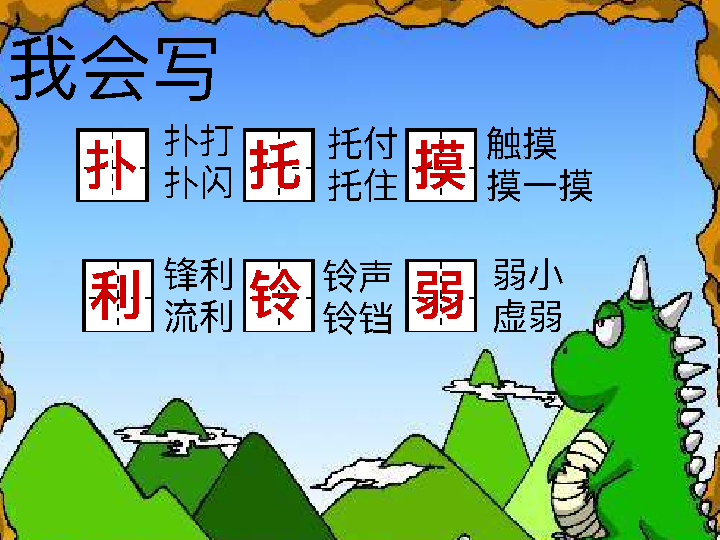 我会写
扑 扑打 扑闪
托 托付 托住
摸 触摸 摸一摸
利 锋利 流利
铃 铃声 铃铛
弱 弱小 虚弱